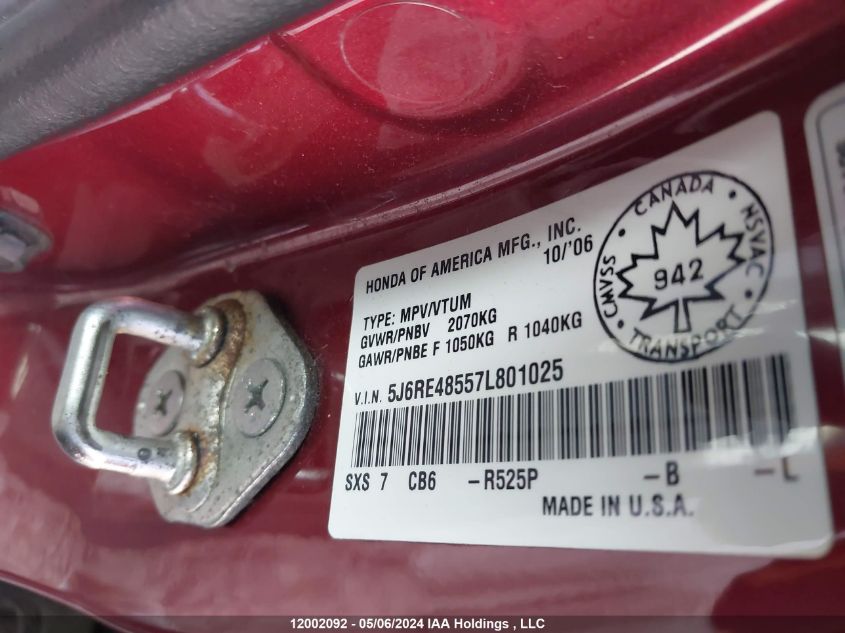 HONDA OF AMERICA MFG., INC.
10/'06
TYPE: MPV/VTUM
GVWR/PNBV 2070KG
GAWR/PNBE F 1050KG R 1040KG
V.I.N. 5J6RE48557L801025
SXS 7 CB6 -R525P -B -L
MADE IN U.S.A.
CANADA
CMVSS
NSVAC
942
TRANSPORT
12002092 - 05/06/2024 IAA Holdings , LLC